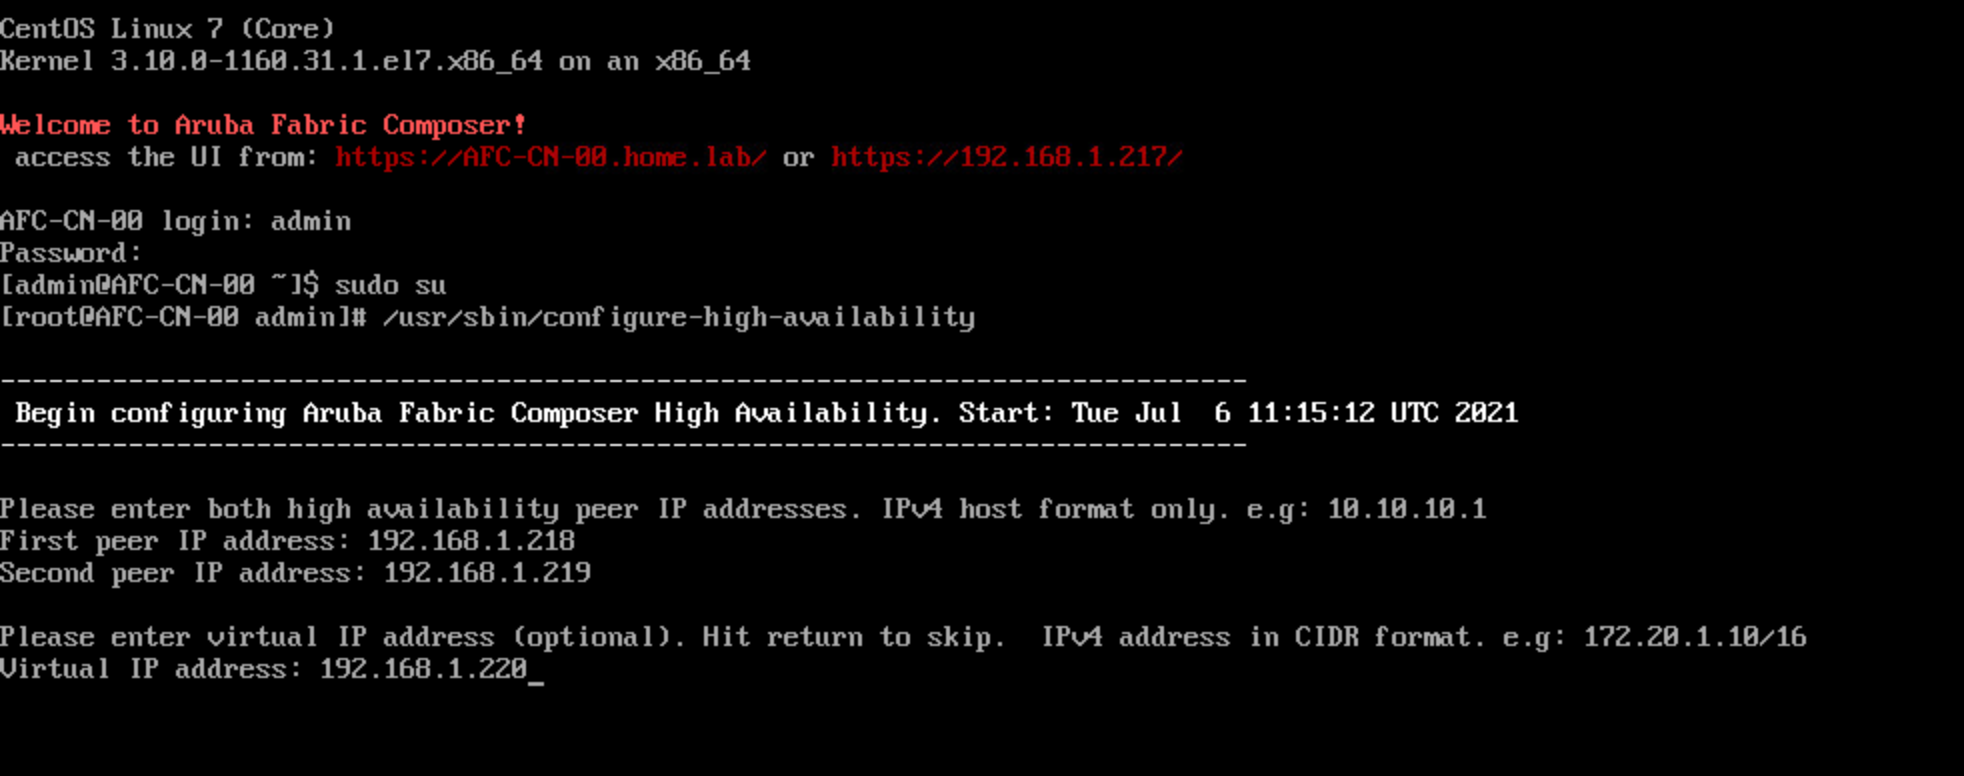 CentOS Linux 7 (Core)
Kernel 3.10.0-1160.31.1.el7.x86_64 on an x86_64
Welcome to Aruba Fabric Composer!
access the UI from: https://AFC-CN-00.home.lab/ or https://192.168.1.217/
AFC-CN-00 login: admin
Password:
[admin@AFC-CN-00 ~]$ sudo su
[root@AFC-CN-00 admin]# /usr/sbin/configure-high-availability
------------------------------------------------------------------------------
Begin configuring Aruba Fabric Composer High Availability. Start: Tue Jul  6 11:15:12 UTC 2021
------------------------------------------------------------------------------
Please enter both high availability peer IP addresses. IPv4 host format only. e.g: 10.10.10.1
First peer IP address: 192.168.1.218
Second peer IP address: 192.168.1.219
Please enter virtual IP address (optional). Hit return to skip.  IPv4 address in CIDR format. e.g: 172.20.1.10/16
Virtual IP address: 192.168.1.220_